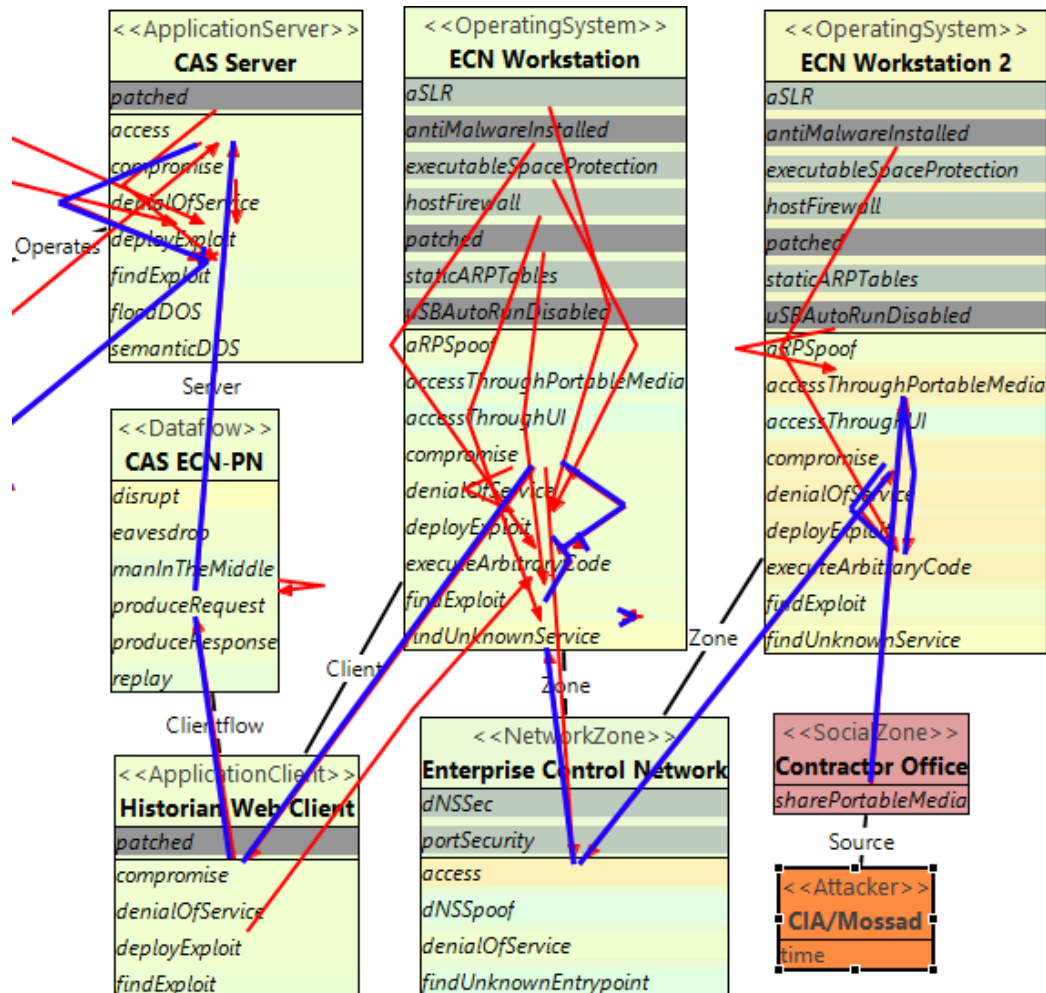 <<ApplicationServer>>
CAS Server
patched
access
compromise
denialOfService
deployExploit
findExploit
floodDOS
semanticDOS
<<OperatingSystem>>
ECN Workstation
aSLR
antiMalwareInstalled
executableSpaceProtection
hostFirewall
patched
staticARPTables
uSBAutoRunDisabled
aRPSpoof
accessThroughPortableMedia
accessThroughUI
compromise
denialOfService
deployExploit
executeArbitraryCode
findExploit
findUnknownService
<<OperatingSystem>>
ECN Workstation 2
aSLR
antiMalwareInstalled
executableSpaceProtection
hostFirewall
patched
staticARPTables
uSBAutoRunDisabled
aRPSpoof
accessThroughPortableMedia
accessThroughUI
compromise
denialOfService
deployExploit
executeArbitraryCode
findExploit
findUnknownService
Operates
Server
<<Dataflow>>
CAS ECN-PN
disrupt
eavesdrop
manInTheMiddle
produceRequest
produceResponse
replay
Client
Zone
Zone
Clientflow
<<ApplicationClient>>
Historian Web Client
patched
compromise
denialOfService
deployExploit
findExploit
<<NetworkZone>>
Enterprise Control Network
dNSSec
portSecurity
access
dNSSpoof
denialOfService
findUnknownEntrypoint
<<SocialZone>>
Contractor Office
sharePortableMedia
Source
<<Attacker>>
CIA/Mossad
time